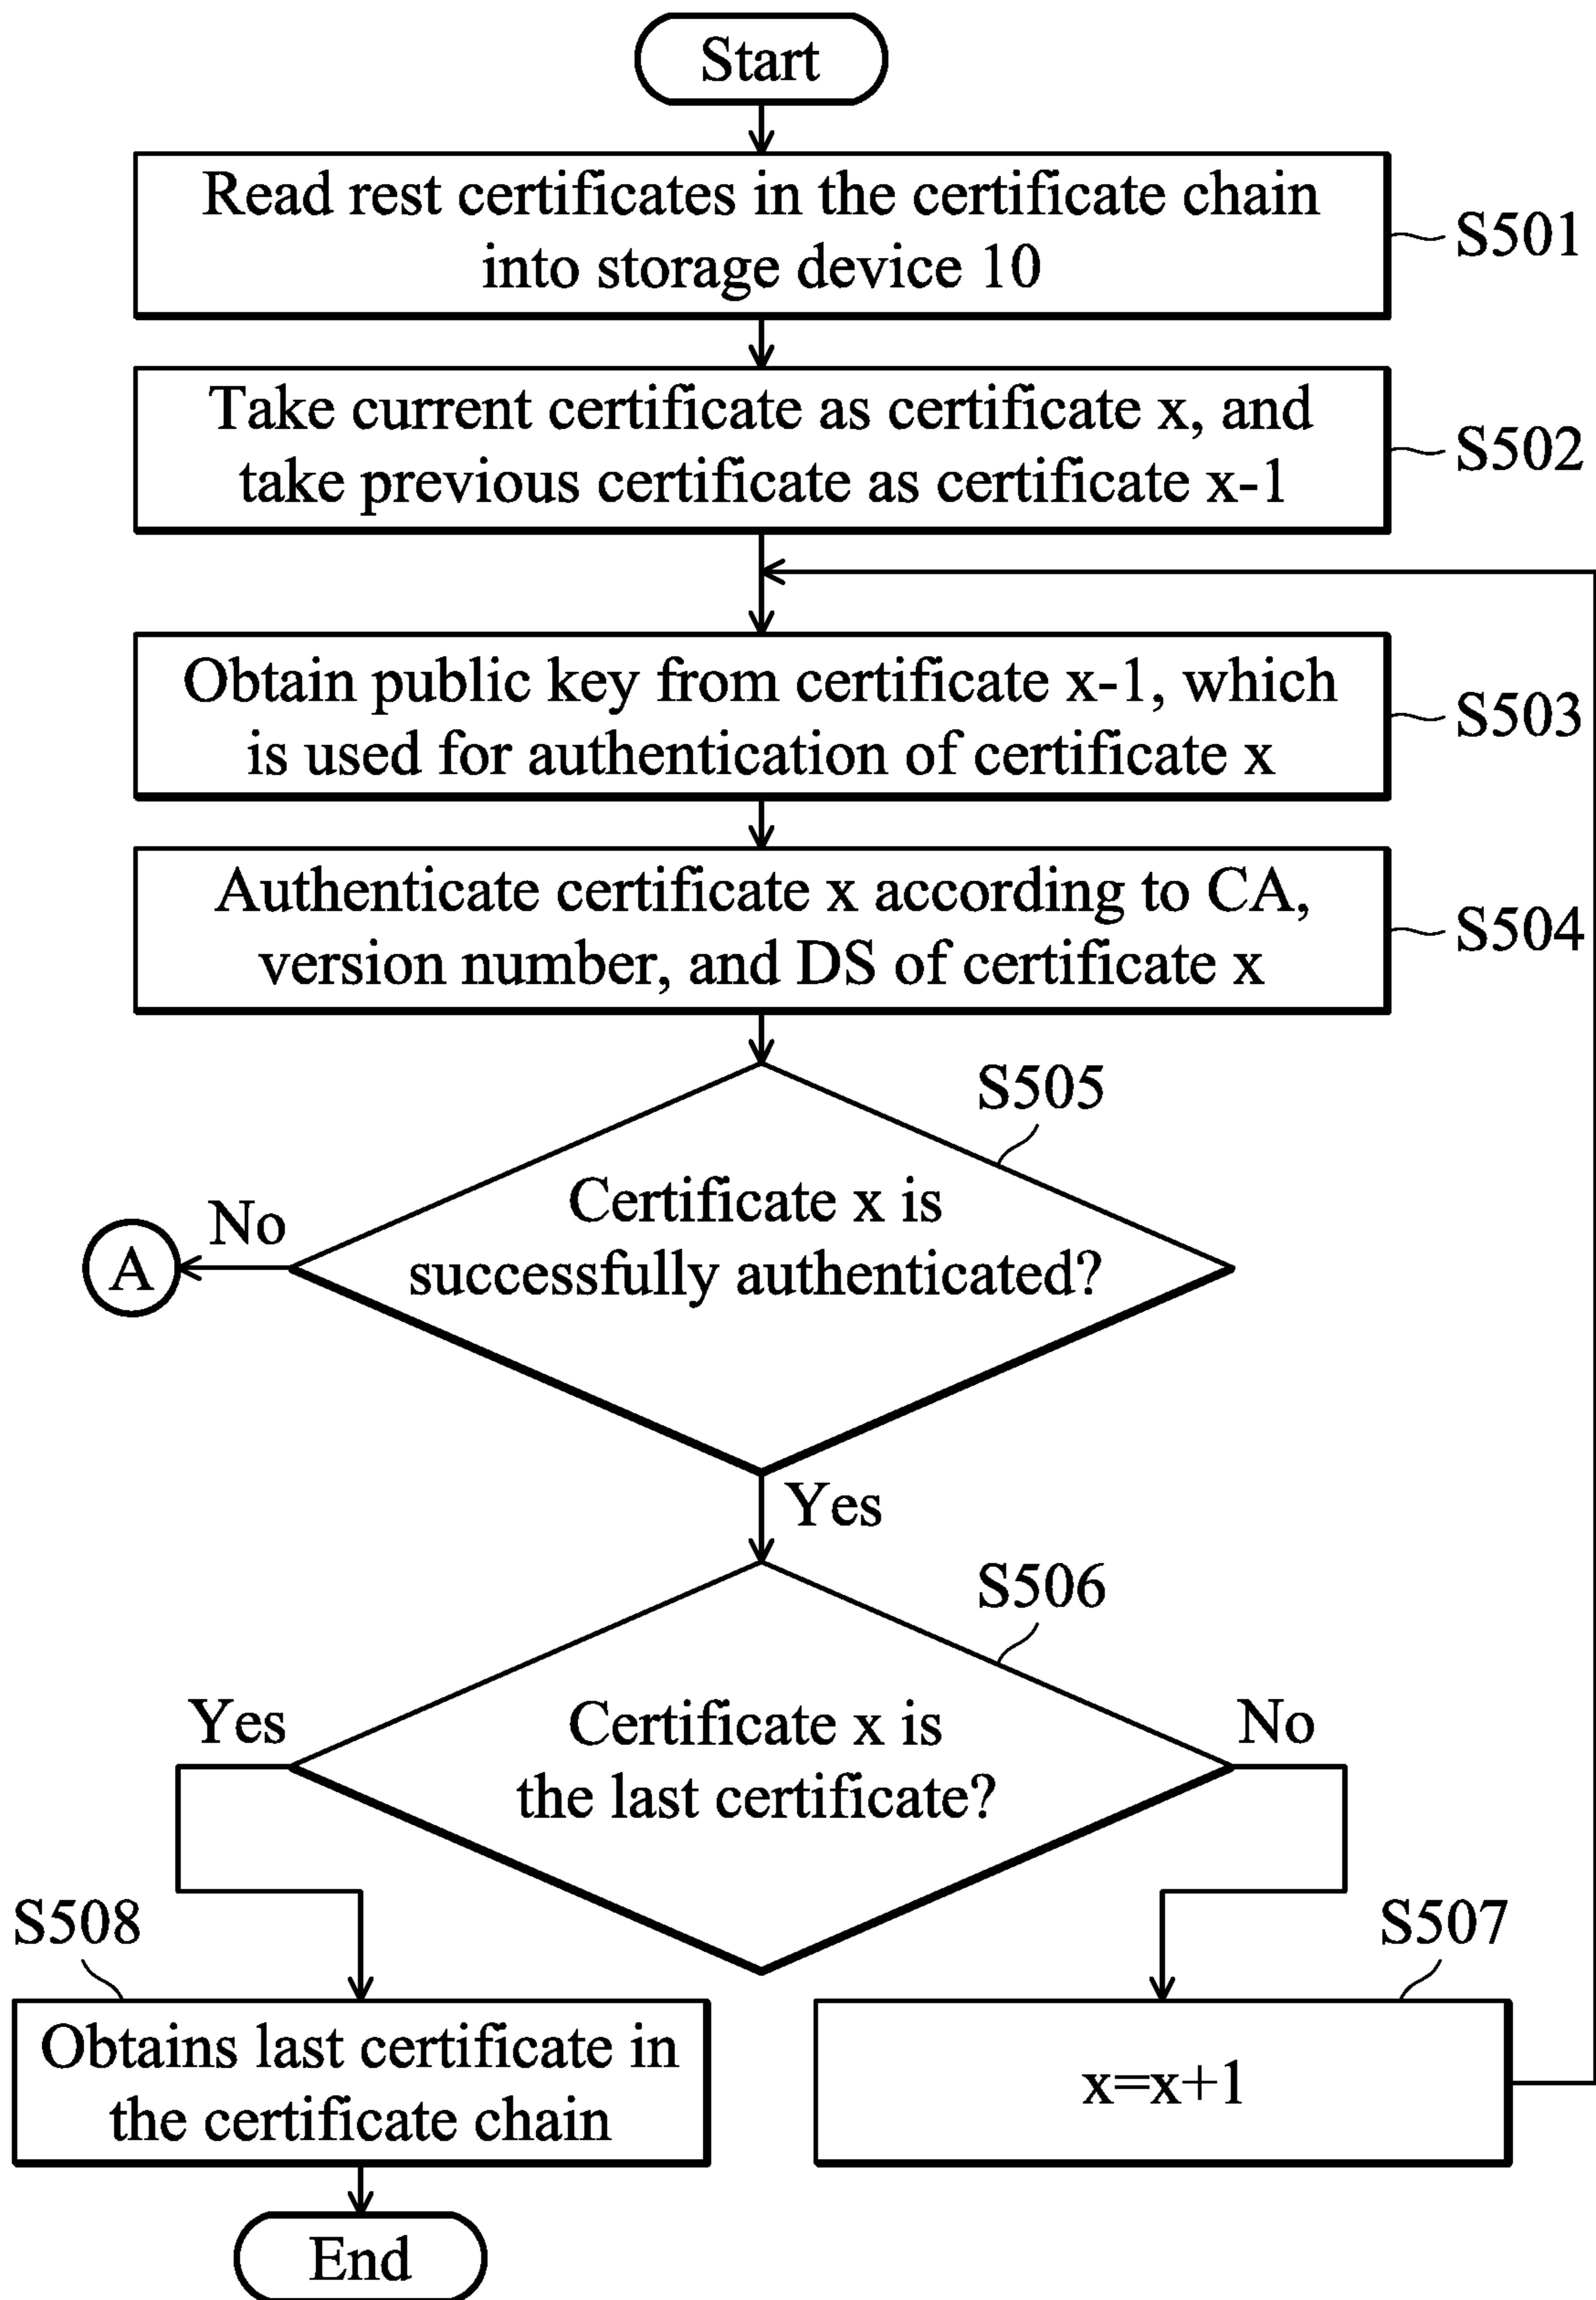 Start
Read rest certificates in the certificate chain
into storage device 10
S501
Take current certificate as certificate x, and
take previous certificate as certificate x-1
S502
Obtain public key from certificate x-1, which
is used for authentication of certificate x
S503
Authenticate certificate x according to CA,
version number, and DS of certificate x
S504
S505
Certificate x is
successfully authenticated?
No
A
Yes
S506
Certificate x is
the last certificate?
Yes
No
S508
Obtains last certificate in
the certificate chain
S507
x=x+1
End